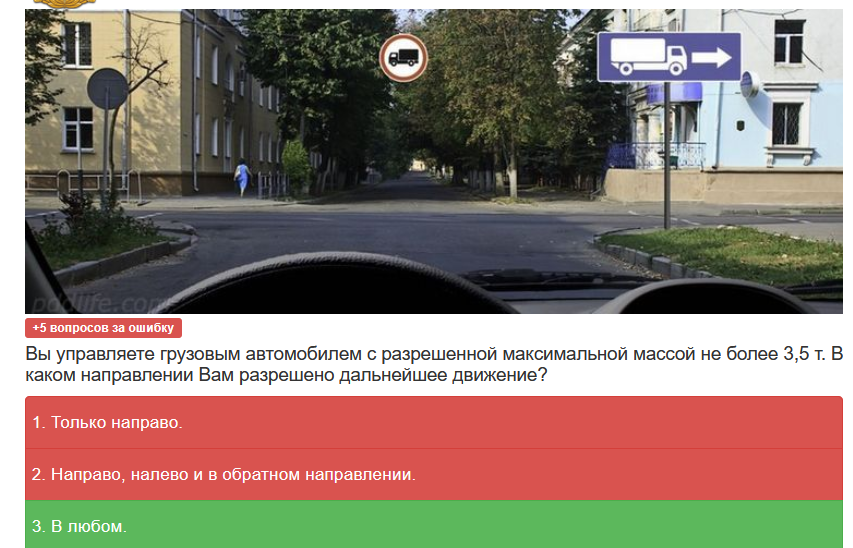 pddlife.com
+5 вопросов за ошибку
Вы управляете грузовым автомобилем с разрешенной максимальной массой не более 3,5 т. В
каком направлении Вам разрешено дальнейшее движение?
1. Только направо.
2. Направо, налево и в обратном направлении.
3. В любом.